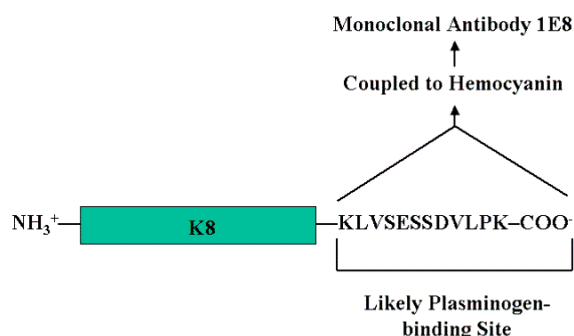 Monoclonal Antibody 1E8
Coupled to Hemocyanin
NH₃⁺ K8 KLVSESSDVLPK–COO⁻
Likely Plasminogen-
binding Site